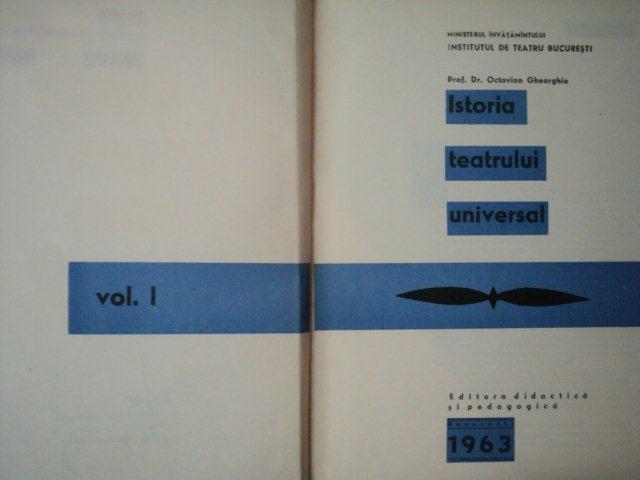 vol. I
MINISTERUL ÎNVĂȚĂMÎNTULUI
INSTITUTUL DE TEATRU BUCUREȘTI
Prof. Dr. Octavian Gheorghiu
Istoria
teatrului
universal
Editura didactică
și pedagogică
București
1963